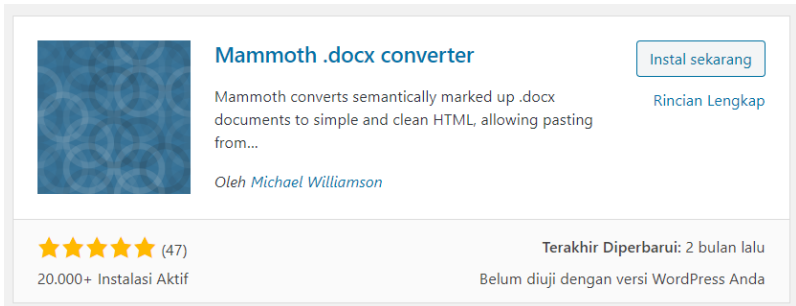 Mammoth .docx converter
Instal sekarang
Rincian Lengkap
Mammoth converts semantically marked up .docx
documents to simple and clean HTML, allowing pasting
from...
Oleh Michael Williamson
(47)
20.000+ Instalasi Aktif
Terakhir Diperbarui: 2 bulan lalu
Belum diuji dengan versi WordPress Anda